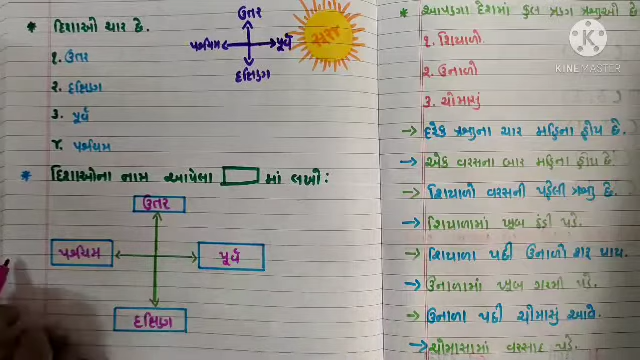 * દિશાઓ ચાર છે.
૧. ઉત્તર
૨. દક્ષિણ
૩. પૂર્વ
૪. પશ્ચિમ
ઉત્તર
પશ્ચિમ
પૂર્વ
દક્ષિણ
સૂરજ
* દિશાઓના નામ આપેલા માં લખો:
ઉત્તર
પશ્ચિમ
પૂર્વ
દક્ષિણ
* આપણા દેશમાં કુલ ત્રણ ઋતુઓ છે
૧. શિયાળો
૨. ઉનાળો
૩. ચોમાસું
→ દરેક ઋતુના ચાર મહિના હોય છે.
→ એક વરસના બાર મહિના હોય છે.
→ શિયાળો વરસની પહેલી ઋતુ છે.
→ શિયાળામાં ખૂબ ઠંડી પડે.
→ શિયાળા પછી ઉનાળો શરૂ થાય.
→ ઉનાળામાં ખૂબ ગરમી પડે.
→ ઉનાળા પછી ચોમાસું આવે.
→ ચોમાસામાં વરસાદ પડે.
KINEMASTER